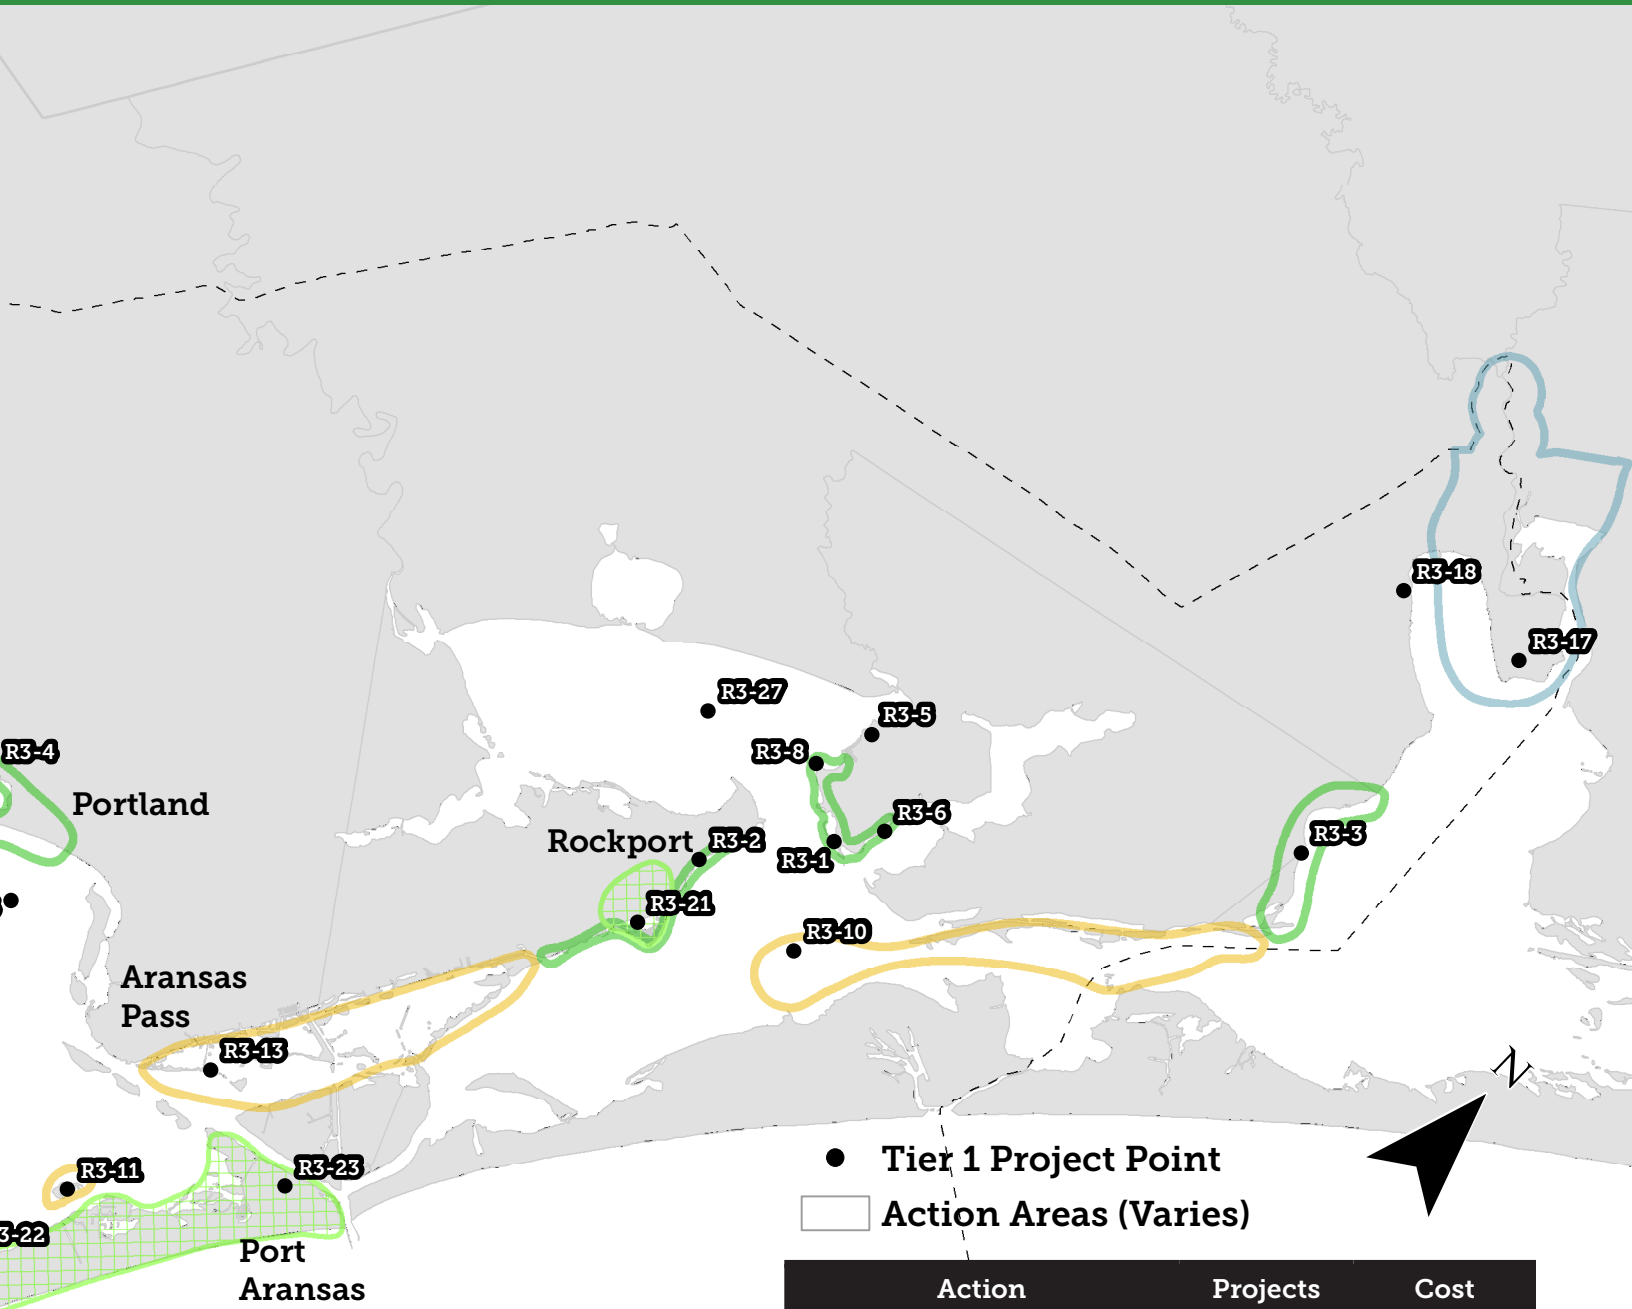 R3-18
R3-17
R3-27
R3-5
R3-8
R3-4
Portland
R3-6
Rockport
R3-2
R3-1
R3-3
R3-21
R3-10
Aransas
Pass
R3-13
N
R3-11
R3-23
3-22
Port
Aransas
Tier 1 Project Point
Action Areas (Varies)
Action Projects Cost